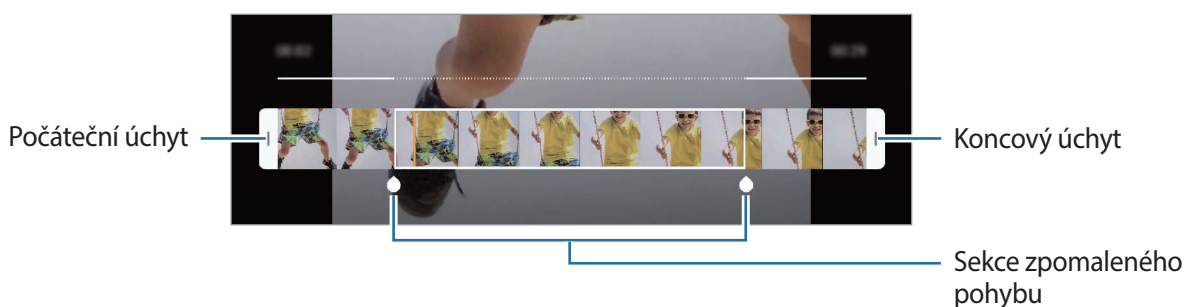 Počáteční úchyt
Koncový úchyt
Sekce zpomaleného
pohybu